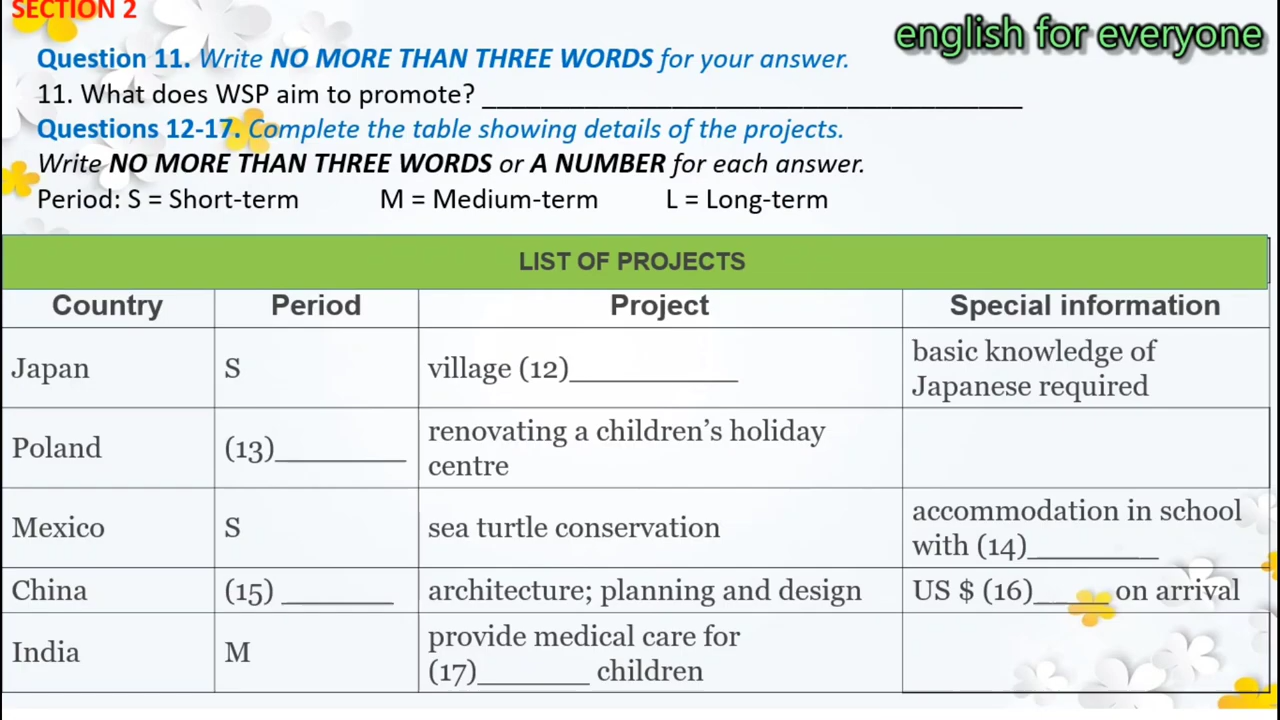 SECTION 2
english for everyone
Question 11. Write NO MORE THAN THREE WORDS for your answer.
11. What does WSP aim to promote? ______________________________________
Questions 12-17. Complete the table showing details of the projects.
Write NO MORE THAN THREE WORDS or A NUMBER for each answer.
Period: S = Short-term M = Medium-term L = Long-term
LIST OF PROJECTS
Country Period Project Special information
Japan S village (12)____________ basic knowledge of
Japanese required
Poland (13)_________ renovating a children's holiday
centre
Mexico S sea turtle conservation accommodation in school
with (14)_________
China (15) ________ architecture; planning and design US $ (16)_____ on arrival
India M provide medical care for
(17)________ children